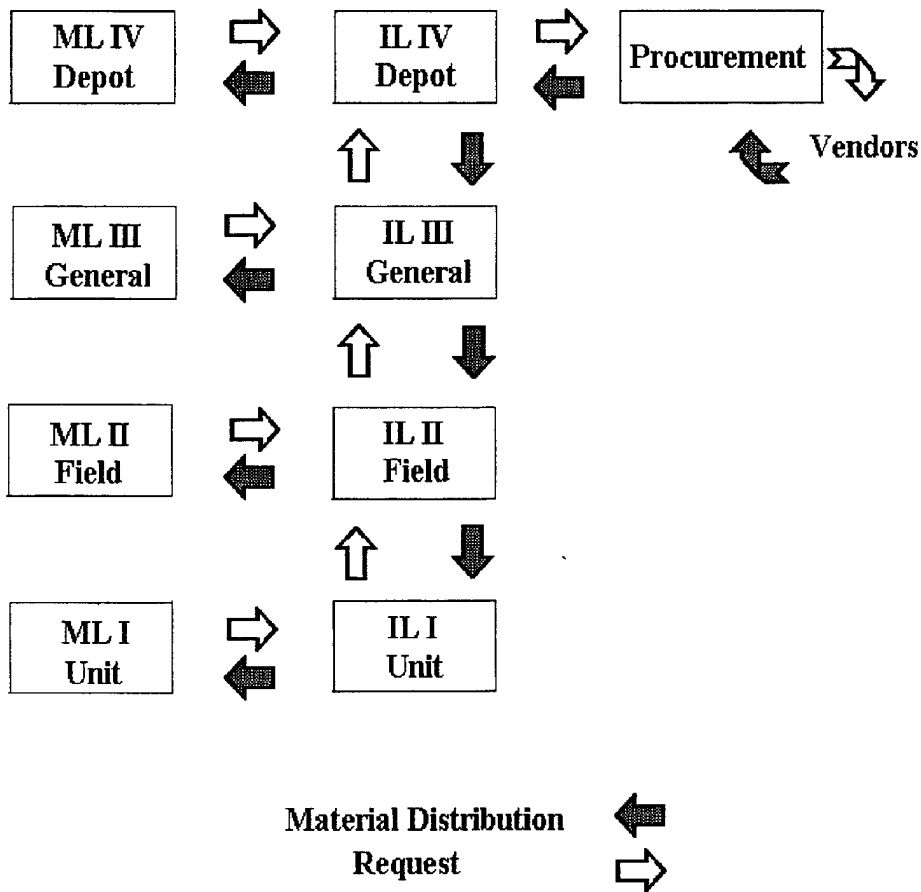 ML IV
Depot
IL IV
Depot
Procurement
Vendors
ML III
General
IL III
General
ML II
Field
IL II
Field
ML I
Unit
IL I
Unit
Material Distribution
Request